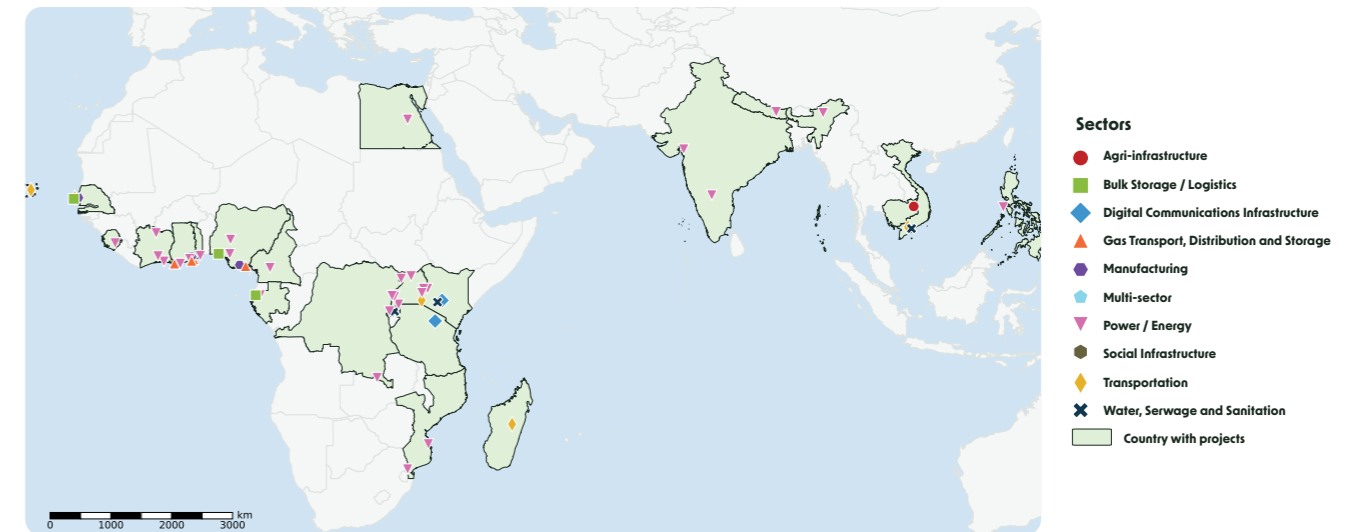 Sectors
Agri-infrastructure
Bulk Storage / Logistics
Digital Communications Infrastructure
Gas Transport, Distribution and Storage
Manufacturing
Multi-sector
Power / Energy
Social Infrastructure
Transportation
Water, Serwage and Sanitation
Country with projects
km
0 1000 2000 3000